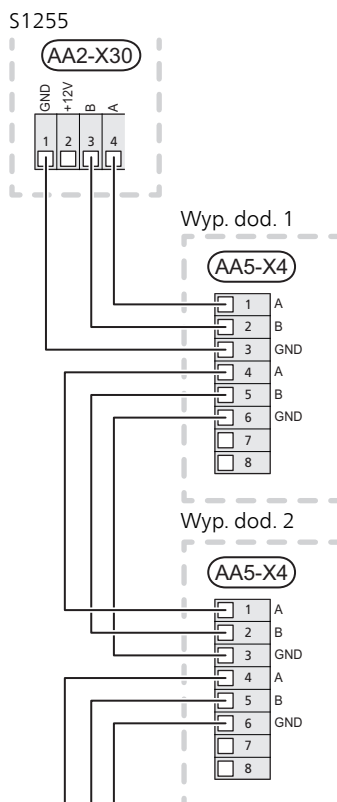 S1255
AA2-X30
GND +12V B A
1 2 3 4
Wyp. dod. 1
AA5-X4
1 A
2 B
3 GND
4 A
5 B
6 GND
7
8
Wyp. dod. 2
AA5-X4
1 A
2 B
3 GND
4 A
5 B
6 GND
7
8